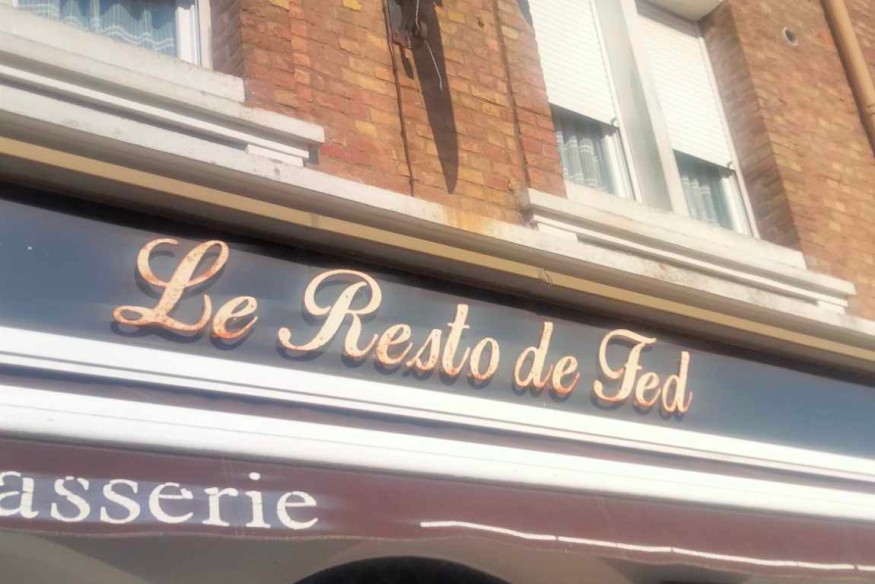 Le Resto de Fed
asserie